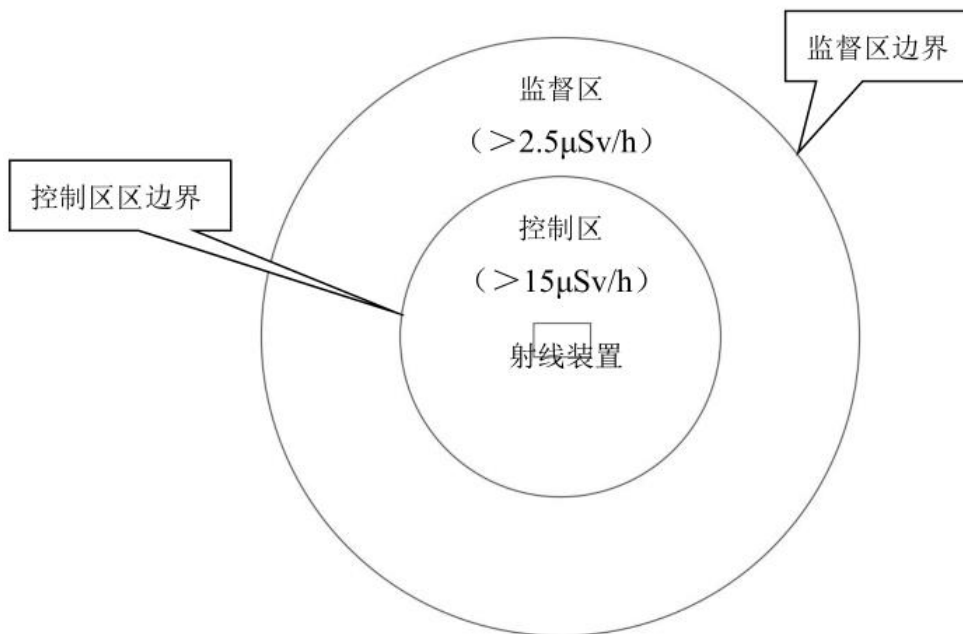 监督区边界
监督区
（＞2.5μSv/h）
控制区区边界
控制区
（＞15μSv/h）
射线装置